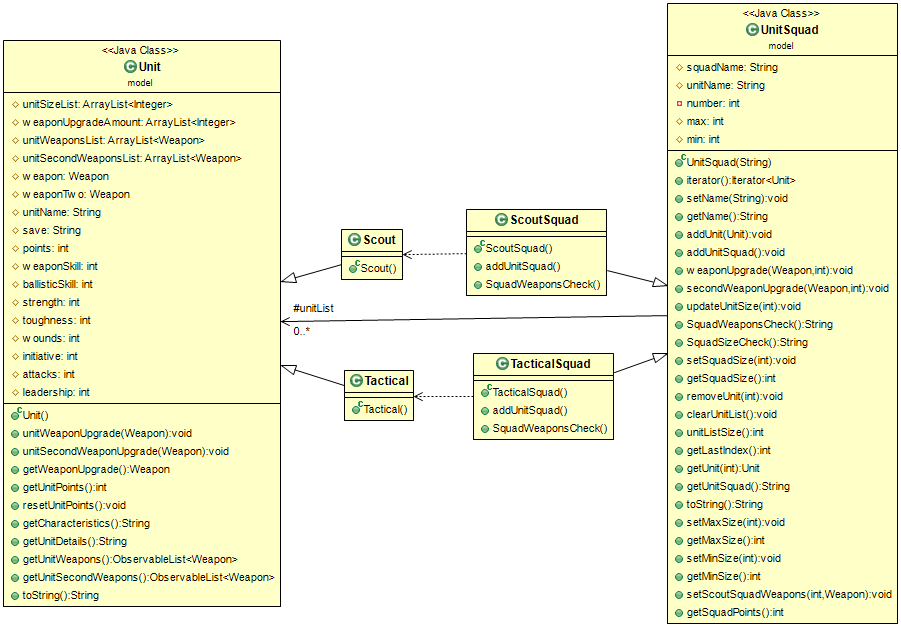 <<Java Class>>
Unit
model
unitSizeList: ArrayList<Integer>
weaponUpgradeAmount: ArrayList<Integer>
unitWeaponsList: ArrayList<Weapon>
unitSecondWeaponsList: ArrayList<Weapon>
weapon: Weapon
weaponTwo: Weapon
unitName: String
save: String
points: int
weaponSkill: int
ballisticSkill: int
strength: int
toughness: int
wounds: int
initiative: int
attacks: int
leadership: int
Unit()
unitWeaponUpgrade(Weapon):void
unitSecondWeaponUpgrade(Weapon):void
getWeaponUpgrade():Weapon
getUnitPoints():int
resetUnitPoints():void
getCharacteristics():String
getUnitDetails():String
getUnitWeapons():ObservableList<Weapon>
getUnitSecondWeapons():ObservableList<Weapon>
toString():String
Scout
Scout()
ScoutSquad
ScoutSquad()
addUnitSquad()
SquadWeaponsCheck()
#unitList
0..*
Tactical
Tactical()
TacticalSquad
TacticalSquad()
addUnitSquad()
SquadWeaponsCheck()
<<Java Class>>
UnitSquad
model
squadName: String
unitName: String
number: int
max: int
min: int
UnitSquad(String)
iterator():Iterator<Unit>
setName(String):void
getName():String
addUnit(Unit):void
addUnitSquad():void
weaponUpgrade(Weapon,int):void
secondWeaponUpgrade(Weapon,int):void
updateUnitSize(int):void
SquadWeaponsCheck():String
SquadSizeCheck():String
setSquadSize(int):void
getSquadSize():int
removeUnit(int):void
clearUnitList():void
unitListSize():int
getLastIndex():int
getUnit(int):Unit
getUnitSquad():String
toString():String
setMaxSize(int):void
getMaxSize():int
setMinSize(int):void
getMinSize():int
setScoutSquadWeapons(int,Weapon):void
getSquadPoints():int